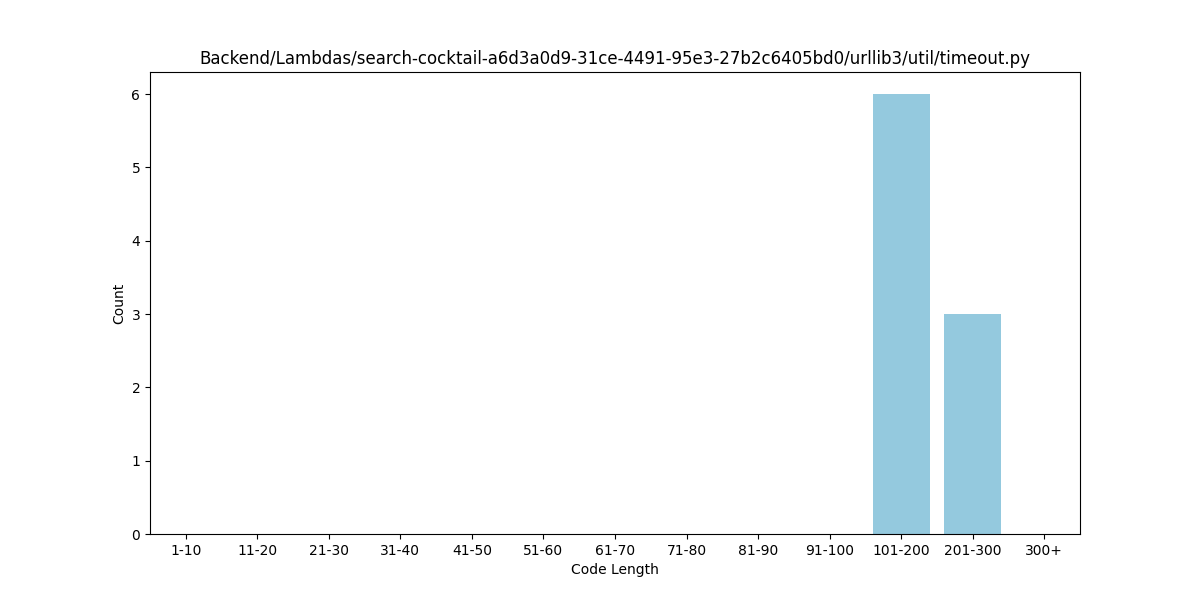 Backend/Lambdas/search-cocktail-a6d3a0d9-31ce-4491-95e3-27b2c6405bd0/urllib3/util/timeout.py
6
5
4
3
2
1
0
Count
1-10 11-20 21-30 31-40 41-50 51-60 61-70 71-80 81-90 91-100 101-200 201-300 300+
Code Length